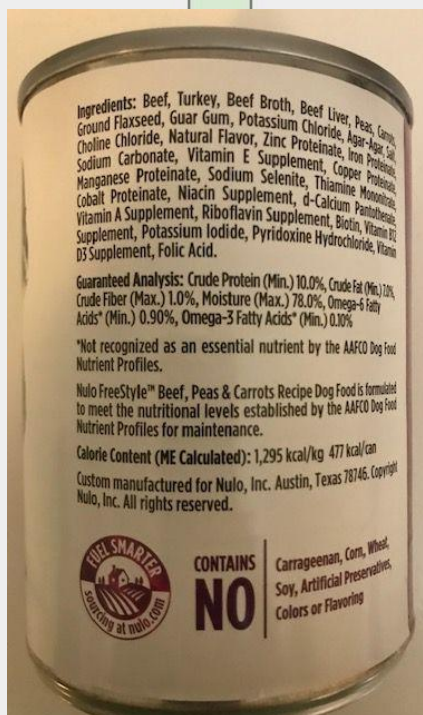 Ingredients: Beef, Turkey, Beef Broth, Beef Liver, Peas, Carrots,
Ground Flaxseed, Guar Gum, Potassium Chloride, Agar-Agar, Salt,
Choline Chloride, Natural Flavor, Zinc Proteinate, Iron Proteinate,
Sodium Carbonate, Vitamin E Supplement, Copper Proteinate,
Manganese Proteinate, Sodium Selenite, Thiamine Mononitrate,
Cobalt Proteinate, Niacin Supplement, d-Calcium Pantothenate,
Vitamin A Supplement, Riboflavin Supplement, Biotin, Vitamin B12
Supplement, Potassium Iodide, Pyridoxine Hydrochloride, Vitamin
D3 Supplement, Folic Acid.
Guaranteed Analysis: Crude Protein (Min.) 10.0%, Crude Fat (Min.) 7.0%,
Crude Fiber (Max.) 1.0%, Moisture (Max.) 78.0%, Omega-6 Fatty
Acids* (Min.) 0.90%, Omega-3 Fatty Acids* (Min.) 0.10%
*Not recognized as an essential nutrient by the AAFCO Dog Food
Nutrient Profiles.
Nulo FreeStyle™ Beef, Peas & Carrots Recipe Dog Food is formulated
to meet the nutritional levels established by the AAFCO Dog Food
Nutrient Profiles for maintenance.
Calorie Content (ME Calculated): 1,295 kcal/kg 477 kcal/can
Custom manufactured for Nulo, Inc. Austin, Texas 78746. Copyright
Nulo, Inc. All rights reserved.
FUEL SMARTER
sourcing at nulo.com
CONTAINS
NO
Carrageenan, Corn, Wheat,
Soy, Artificial Preservatives,
Colors or Flavoring